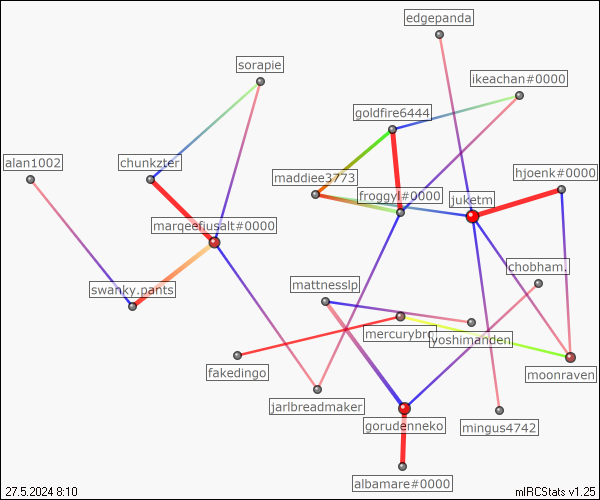 edgepanda
sorapie
ikeachan#0000
goldfire6444
alan1002
chunkzter
hjoenk#0000
maddiee3773
froggyl#0000
juketm
marqeefiusalt#0000
chobham.
swanky.pants
mattnesslp
mercurybro
yoshimanden
fakedingo
moonraven
jarlbreadmaker
gorudenneko
mingus4742
albamare#0000
27.5.2024 8:10
mIRCStats v1.25